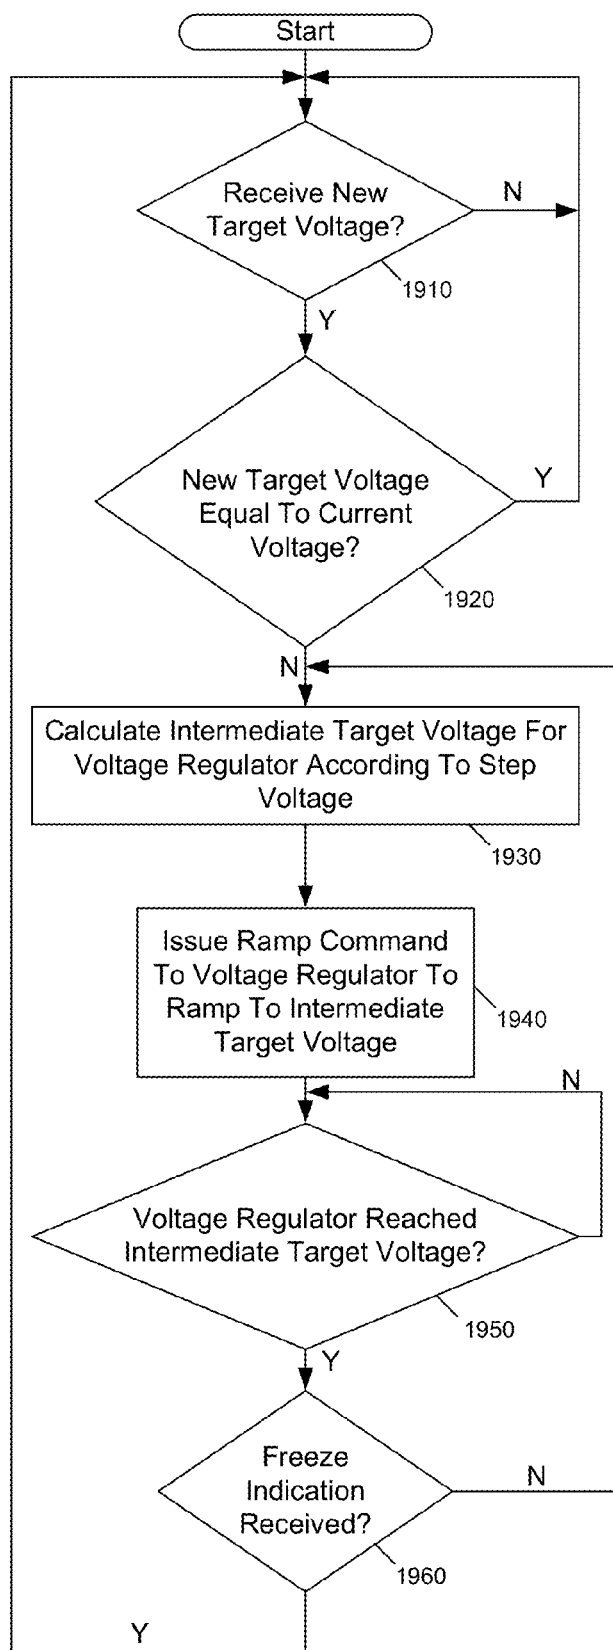 Start
Receive New
Target Voltage?
N
1910
Y
New Target Voltage
Equal To Current
Voltage?
Y
1920
N
Calculate Intermediate Target Voltage For
Voltage Regulator According To Step
Voltage
1930
Issue Ramp Command
To Voltage Regulator To
Ramp To Intermediate
Target Voltage
1940
N
Voltage Regulator Reached
Intermediate Target Voltage?
1950
Y
Freeze
Indication
Received?
N
1960
Y